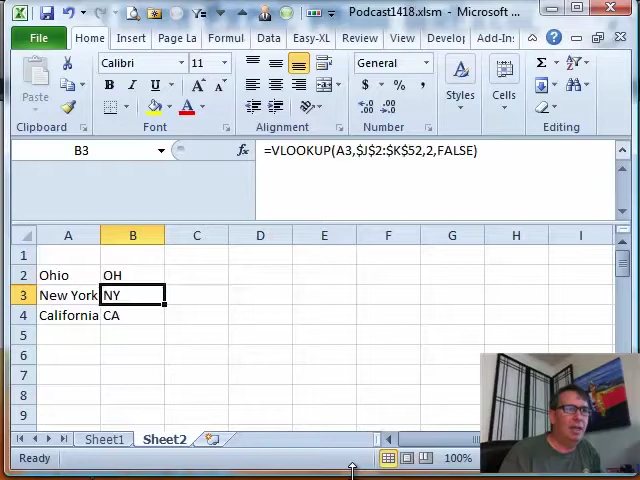 Podcast1418.xlsm - Microsoft ...
File Home Insert Page La Formul Data Review View Develop Add-In:
Paste
Clipboard
Calibri 11
B I U
A A
Font
Alignment
General
$ % ,
Number
Styles
Cells
Σ
Editing
B3 fx =VLOOKUP(A3,$J$2:$K$52,2,FALSE)
A B C D E F G H I
1
2 Ohio OH
3 New York NY
4 California CA
5
6
7
8
9
Sheet1 Sheet2
Ready 100%